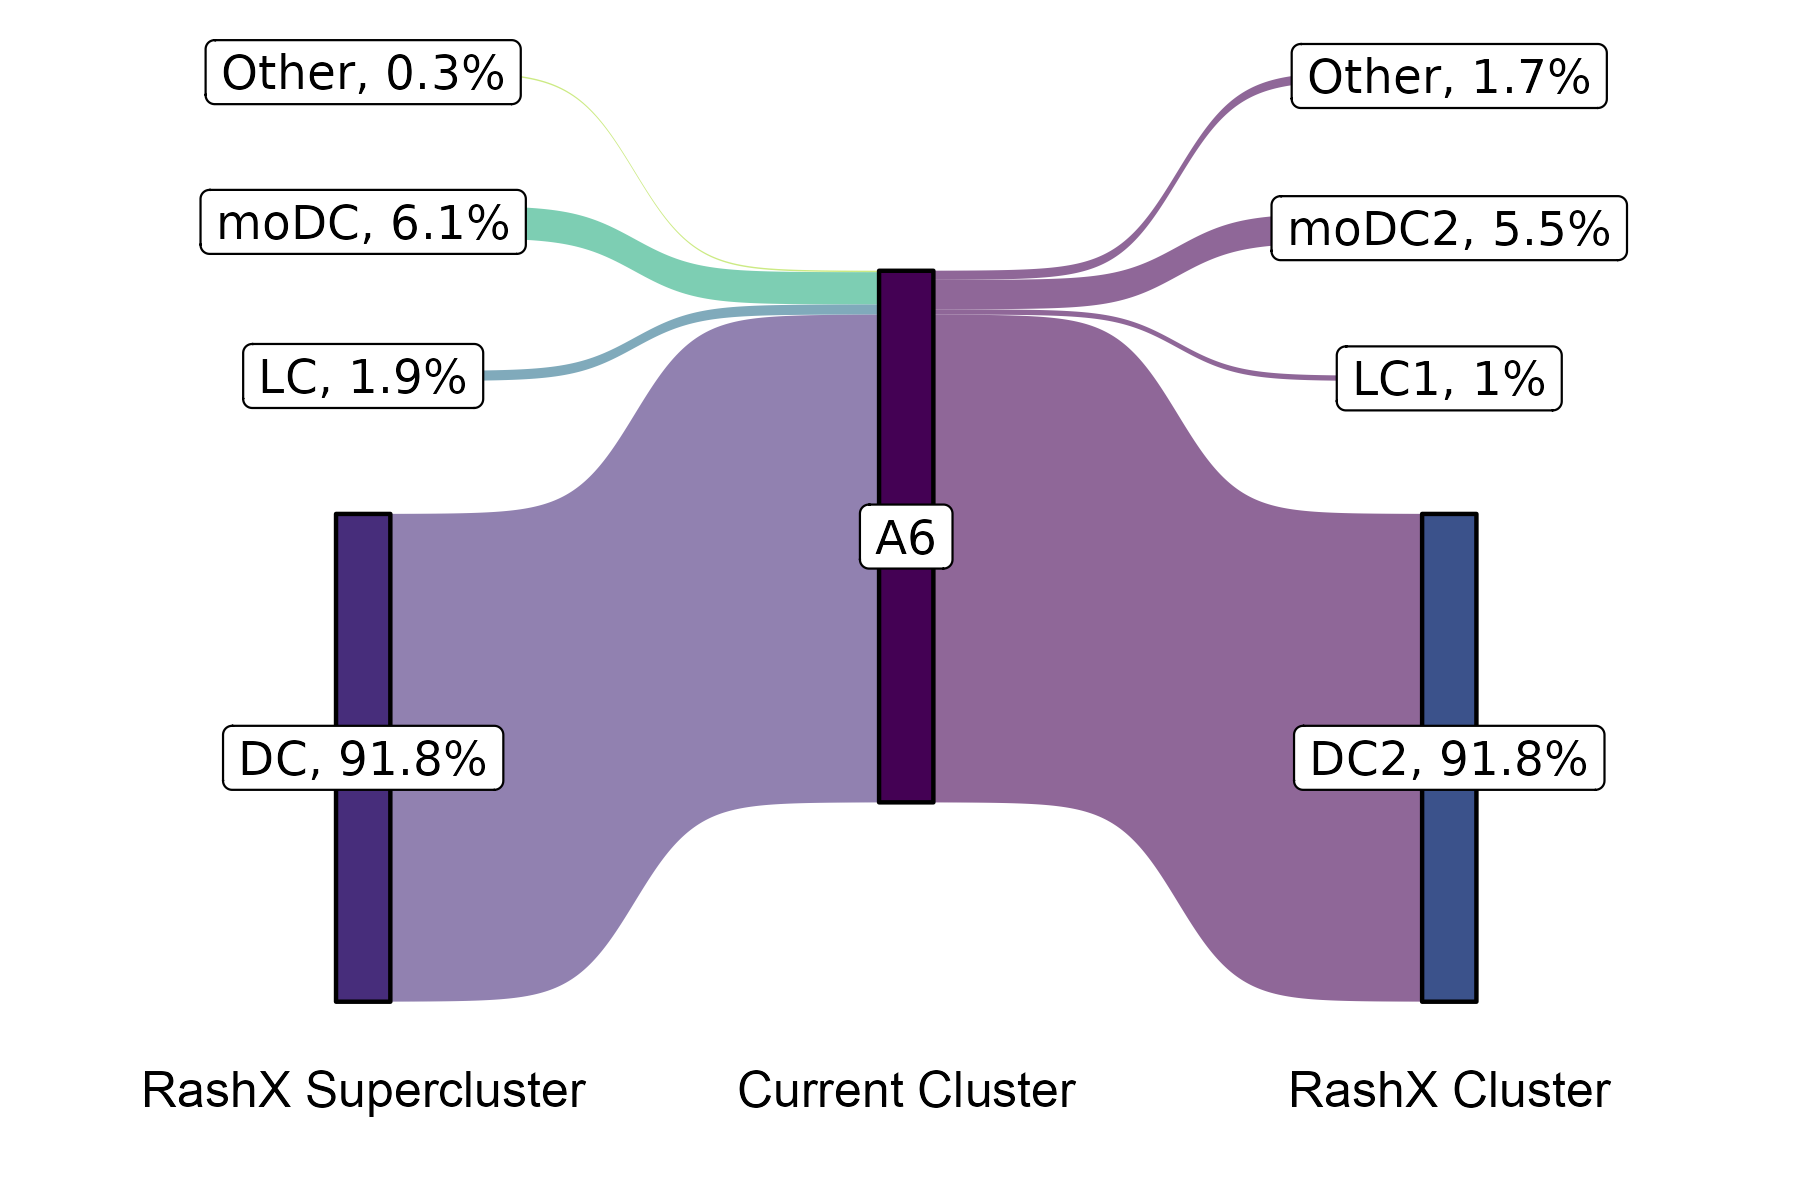 Other, 0.3%
Other, 1.7%
moDC, 6.1%
moDC2, 5.5%
LC, 1.9%
LC1, 1%
A6
DC, 91.8%
DC2, 91.8%
RashX Supercluster
Current Cluster
RashX Cluster